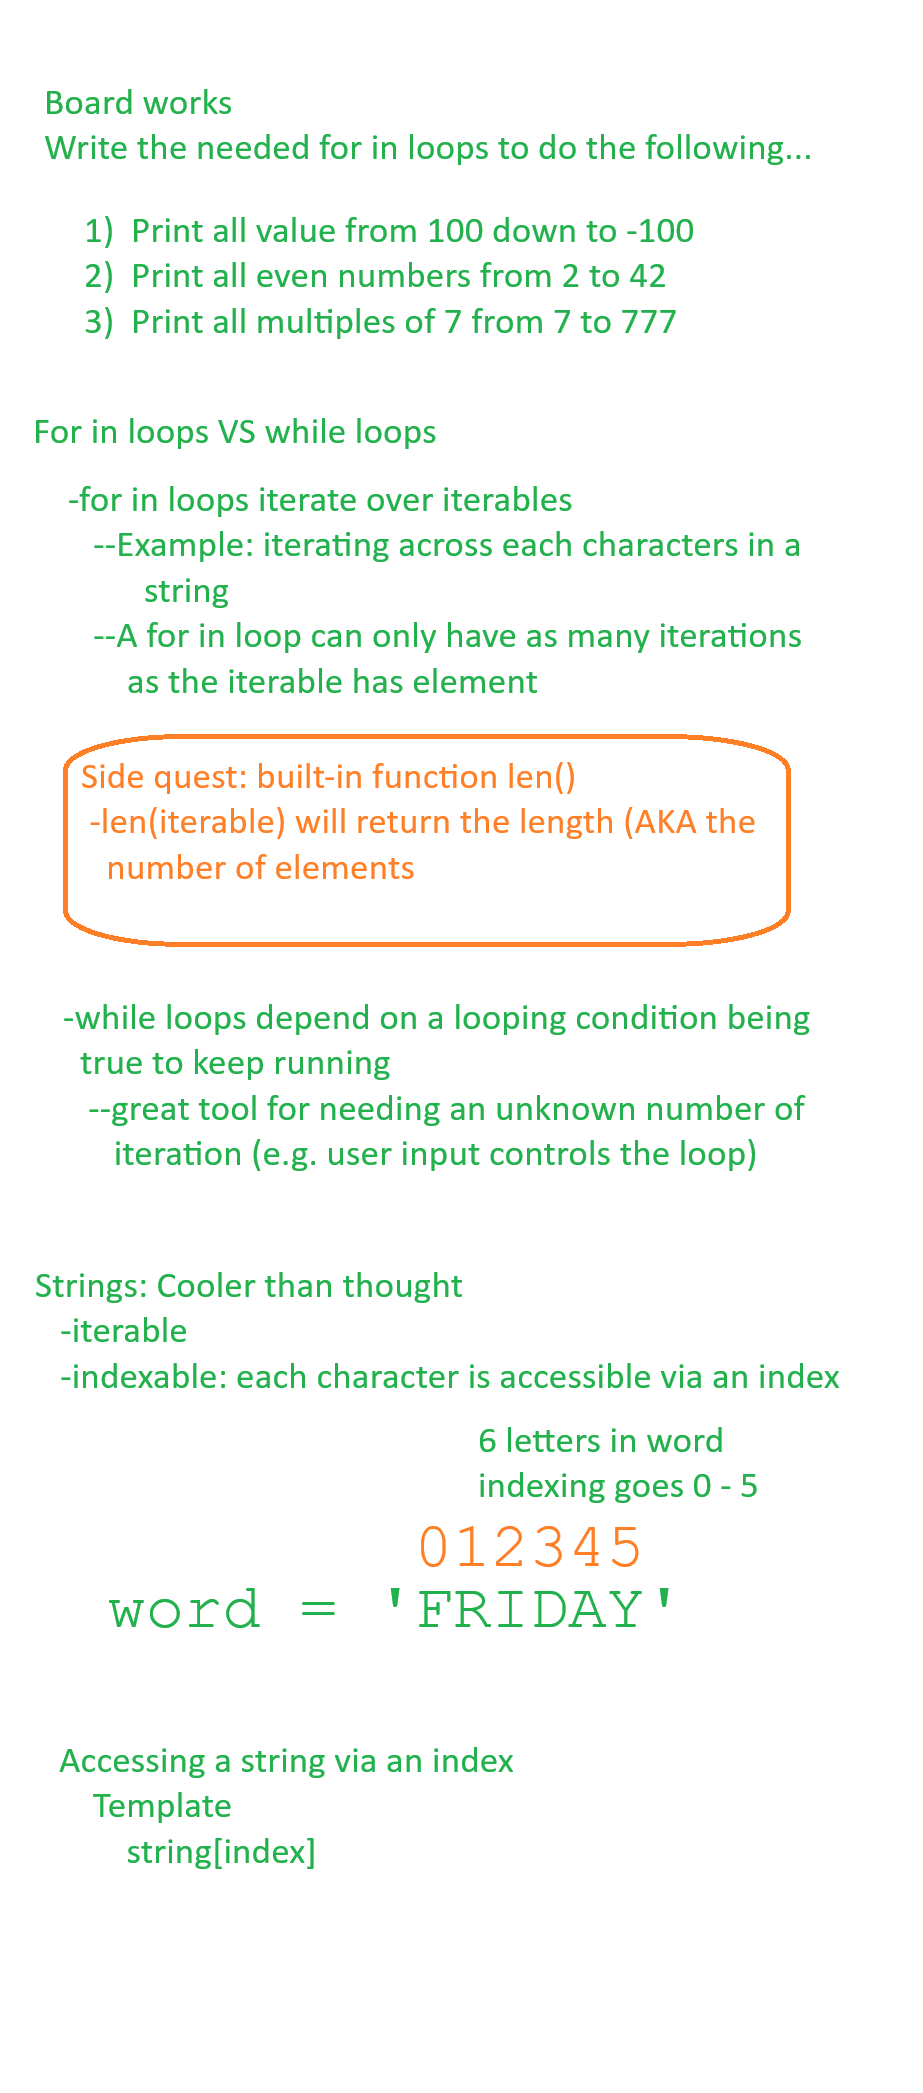 Board works
Write the needed for in loops to do the following...
1) Print all value from 100 down to -100
2) Print all even numbers from 2 to 42
3) Print all multiples of 7 from 7 to 777
For in loops VS while loops
-for in loops iterate over iterables
--Example: iterating across each characters in a
string
--A for in loop can only have as many iterations
as the iterable has element
Side quest: built-in function len()
-len(iterable) will return the length (AKA the
number of elements
-while loops depend on a looping condition being
true to keep running
--great tool for needing an unknown number of
iteration (e.g. user input controls the loop)
Strings: Cooler than thought
-iterable
-indexable: each character is accessible via an index
6 letters in word
indexing goes 0 - 5
012345
word = 'FRIDAY'
Accessing a string via an index
Template
string[index]